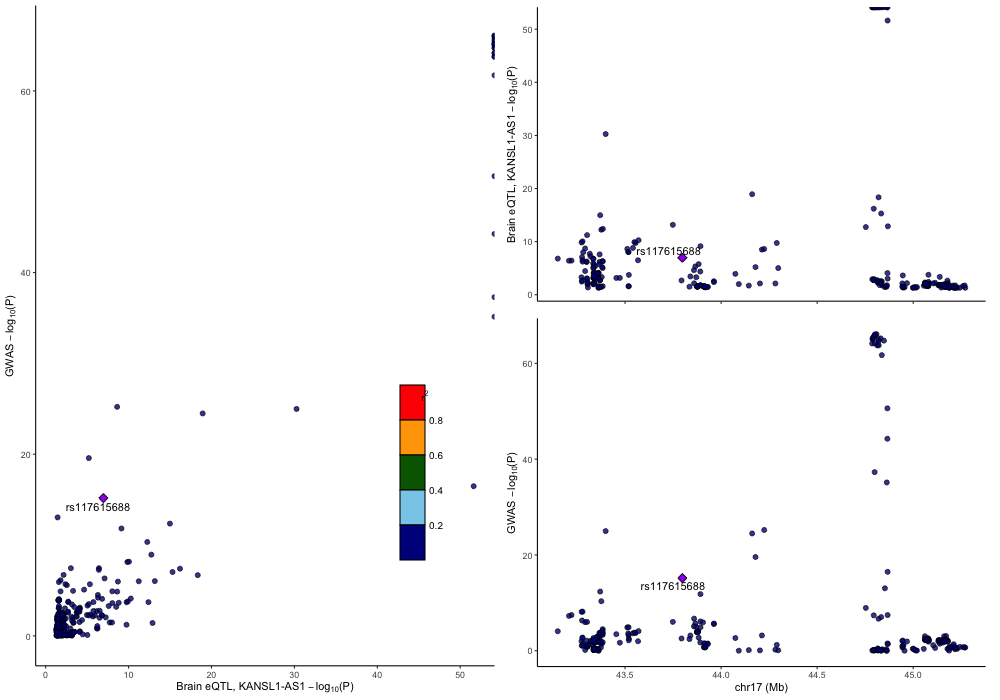 60
40
20
0
GWAS −log10(P)
0 10 20 30 40 50
Brain eQTL, KANSL1-AS1 −log10(P)
rs117615688
r2
0.8
0.6
0.4
0.2
50
40
30
20
10
0
Brain eQTL, KANSL1-AS1 −log10(P)
rs117615688
60
40
20
0
GWAS −log10(P)
rs117615688
43.5 44.0 44.5 45.0
chr17 (Mb)